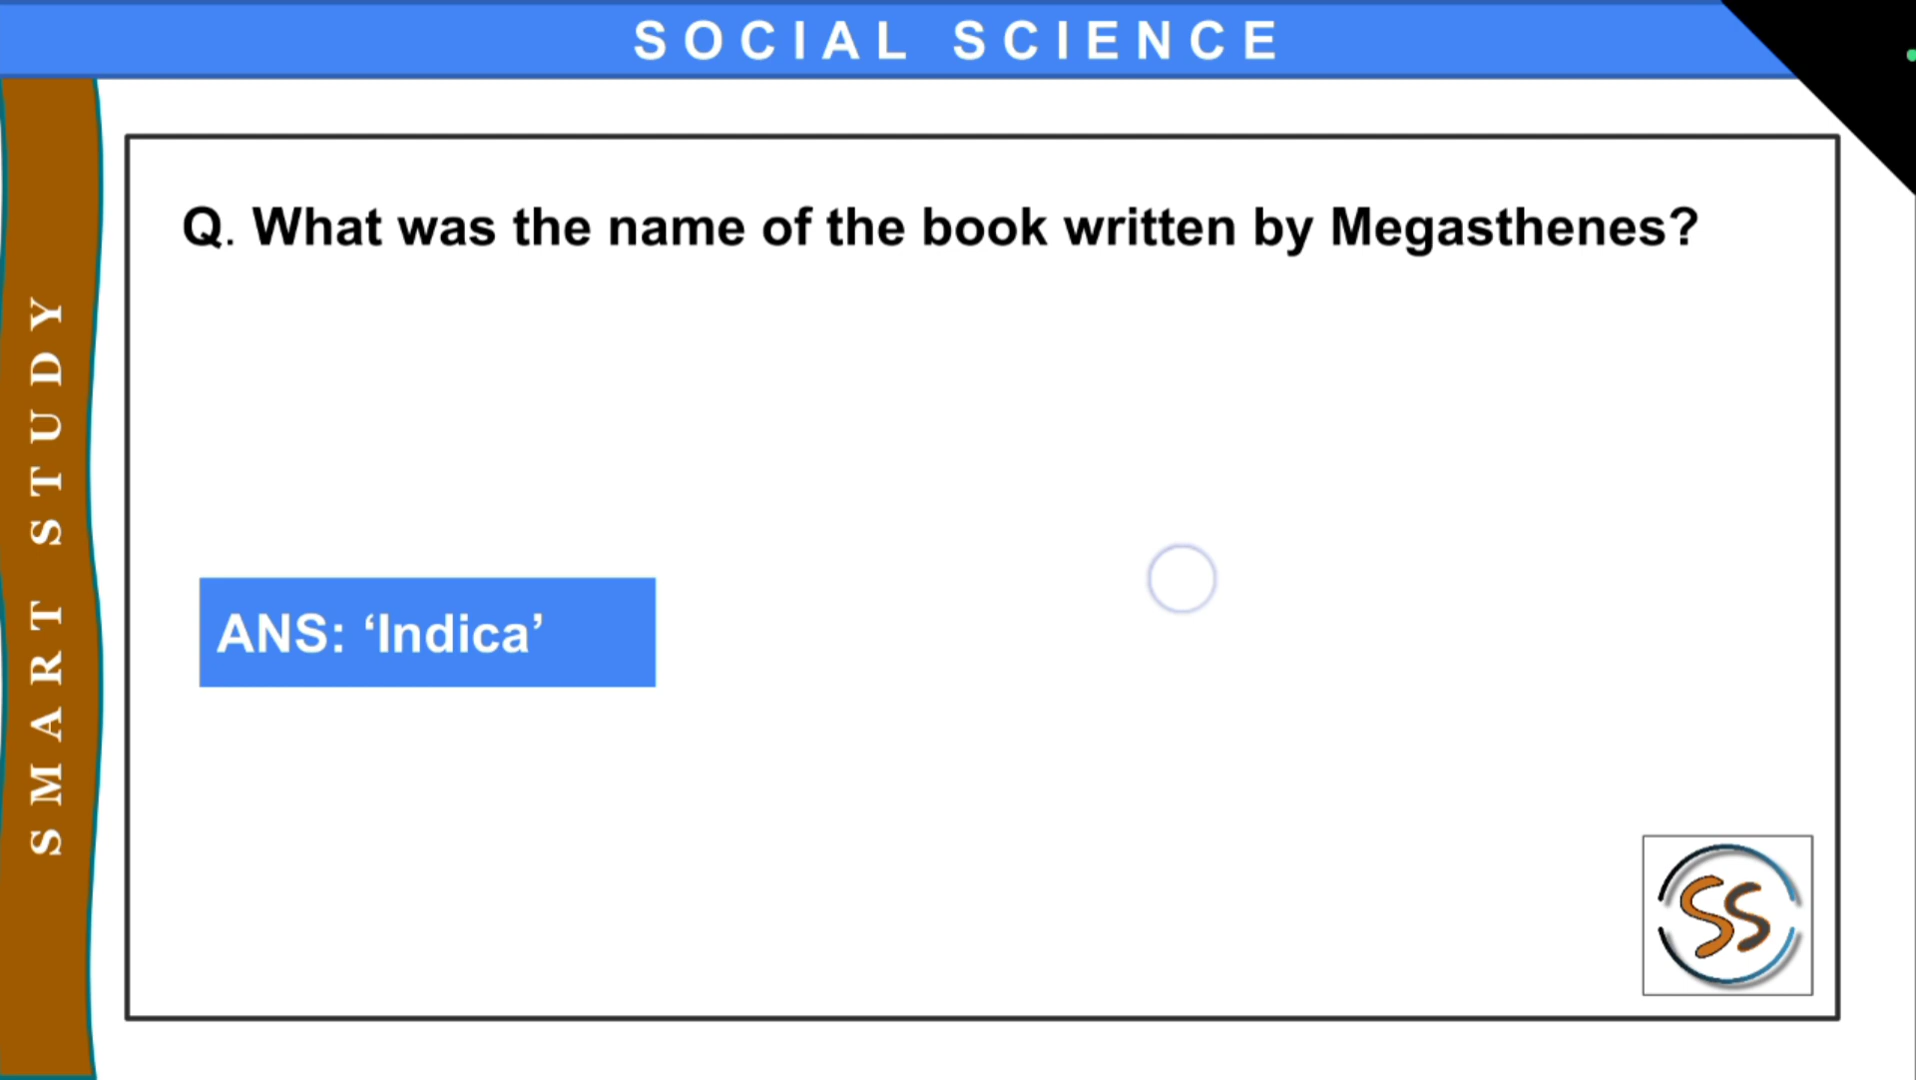 SOCIAL SCIENCE
SMART STUDY
Q. What was the name of the book written by Megasthenes?
ANS: ‘Indica’
SS